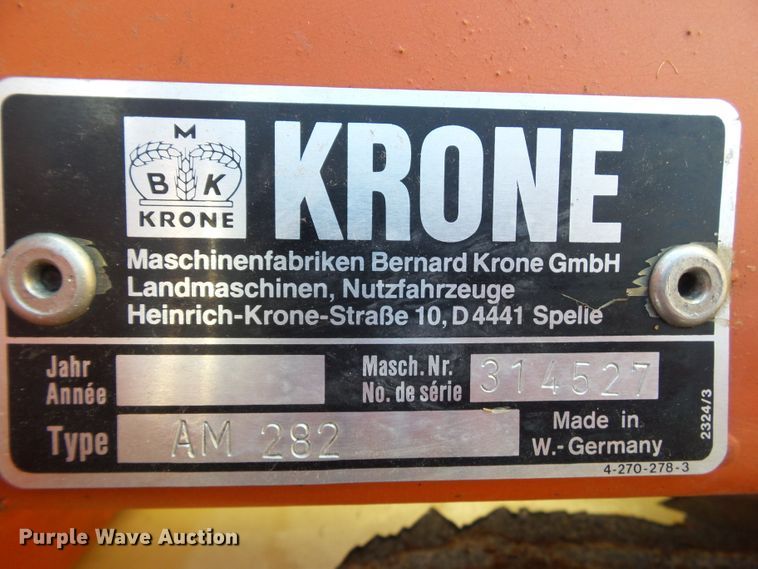 M
B K
KRONE
KRONE
Maschinenfabriken Bernard Krone GmbH
Landmaschinen, Nutzfahrzeuge
Heinrich-Krone-Straße 10, D 4441 Spelle
Jahr
Année
Masch. Nr.
No. de série
314527
Type
AM 282
Made in
W.-Germany
2324/3
4-270-278-3
Purple Wave Auction